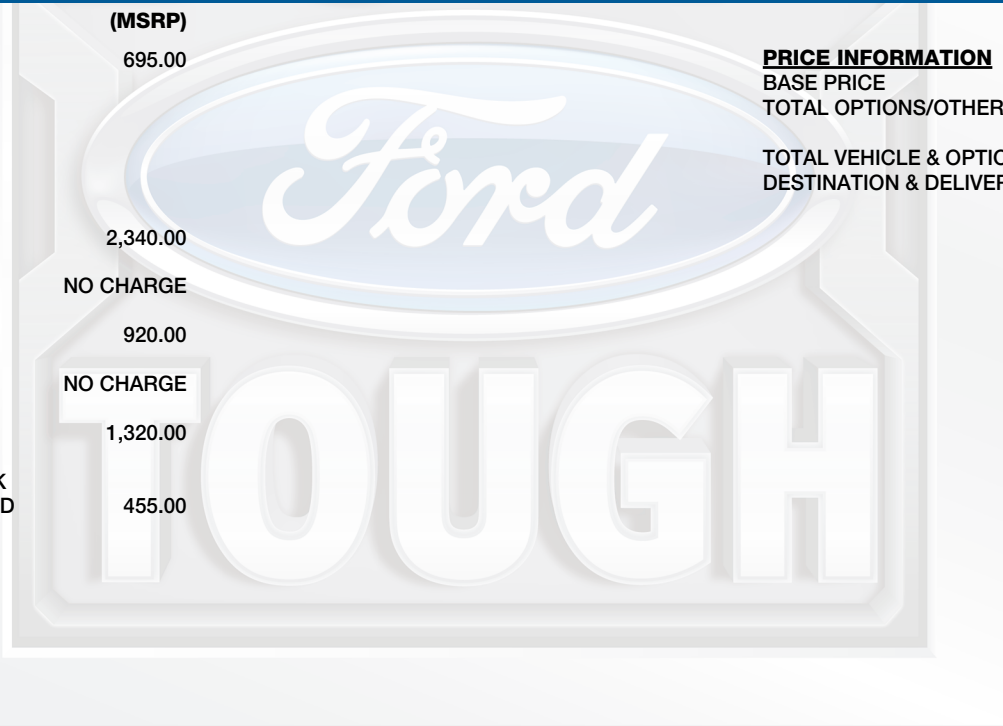 (MSRP)
695.00
2,340.00
NO CHARGE
920.00
NO CHARGE
1,320.00
K
D 455.00
PRICE INFORMATION
BASE PRICE
TOTAL OPTIONS/OTHER
TOTAL VEHICLE & OPTIO
DESTINATION & DELIVER
Ford
TOUGH